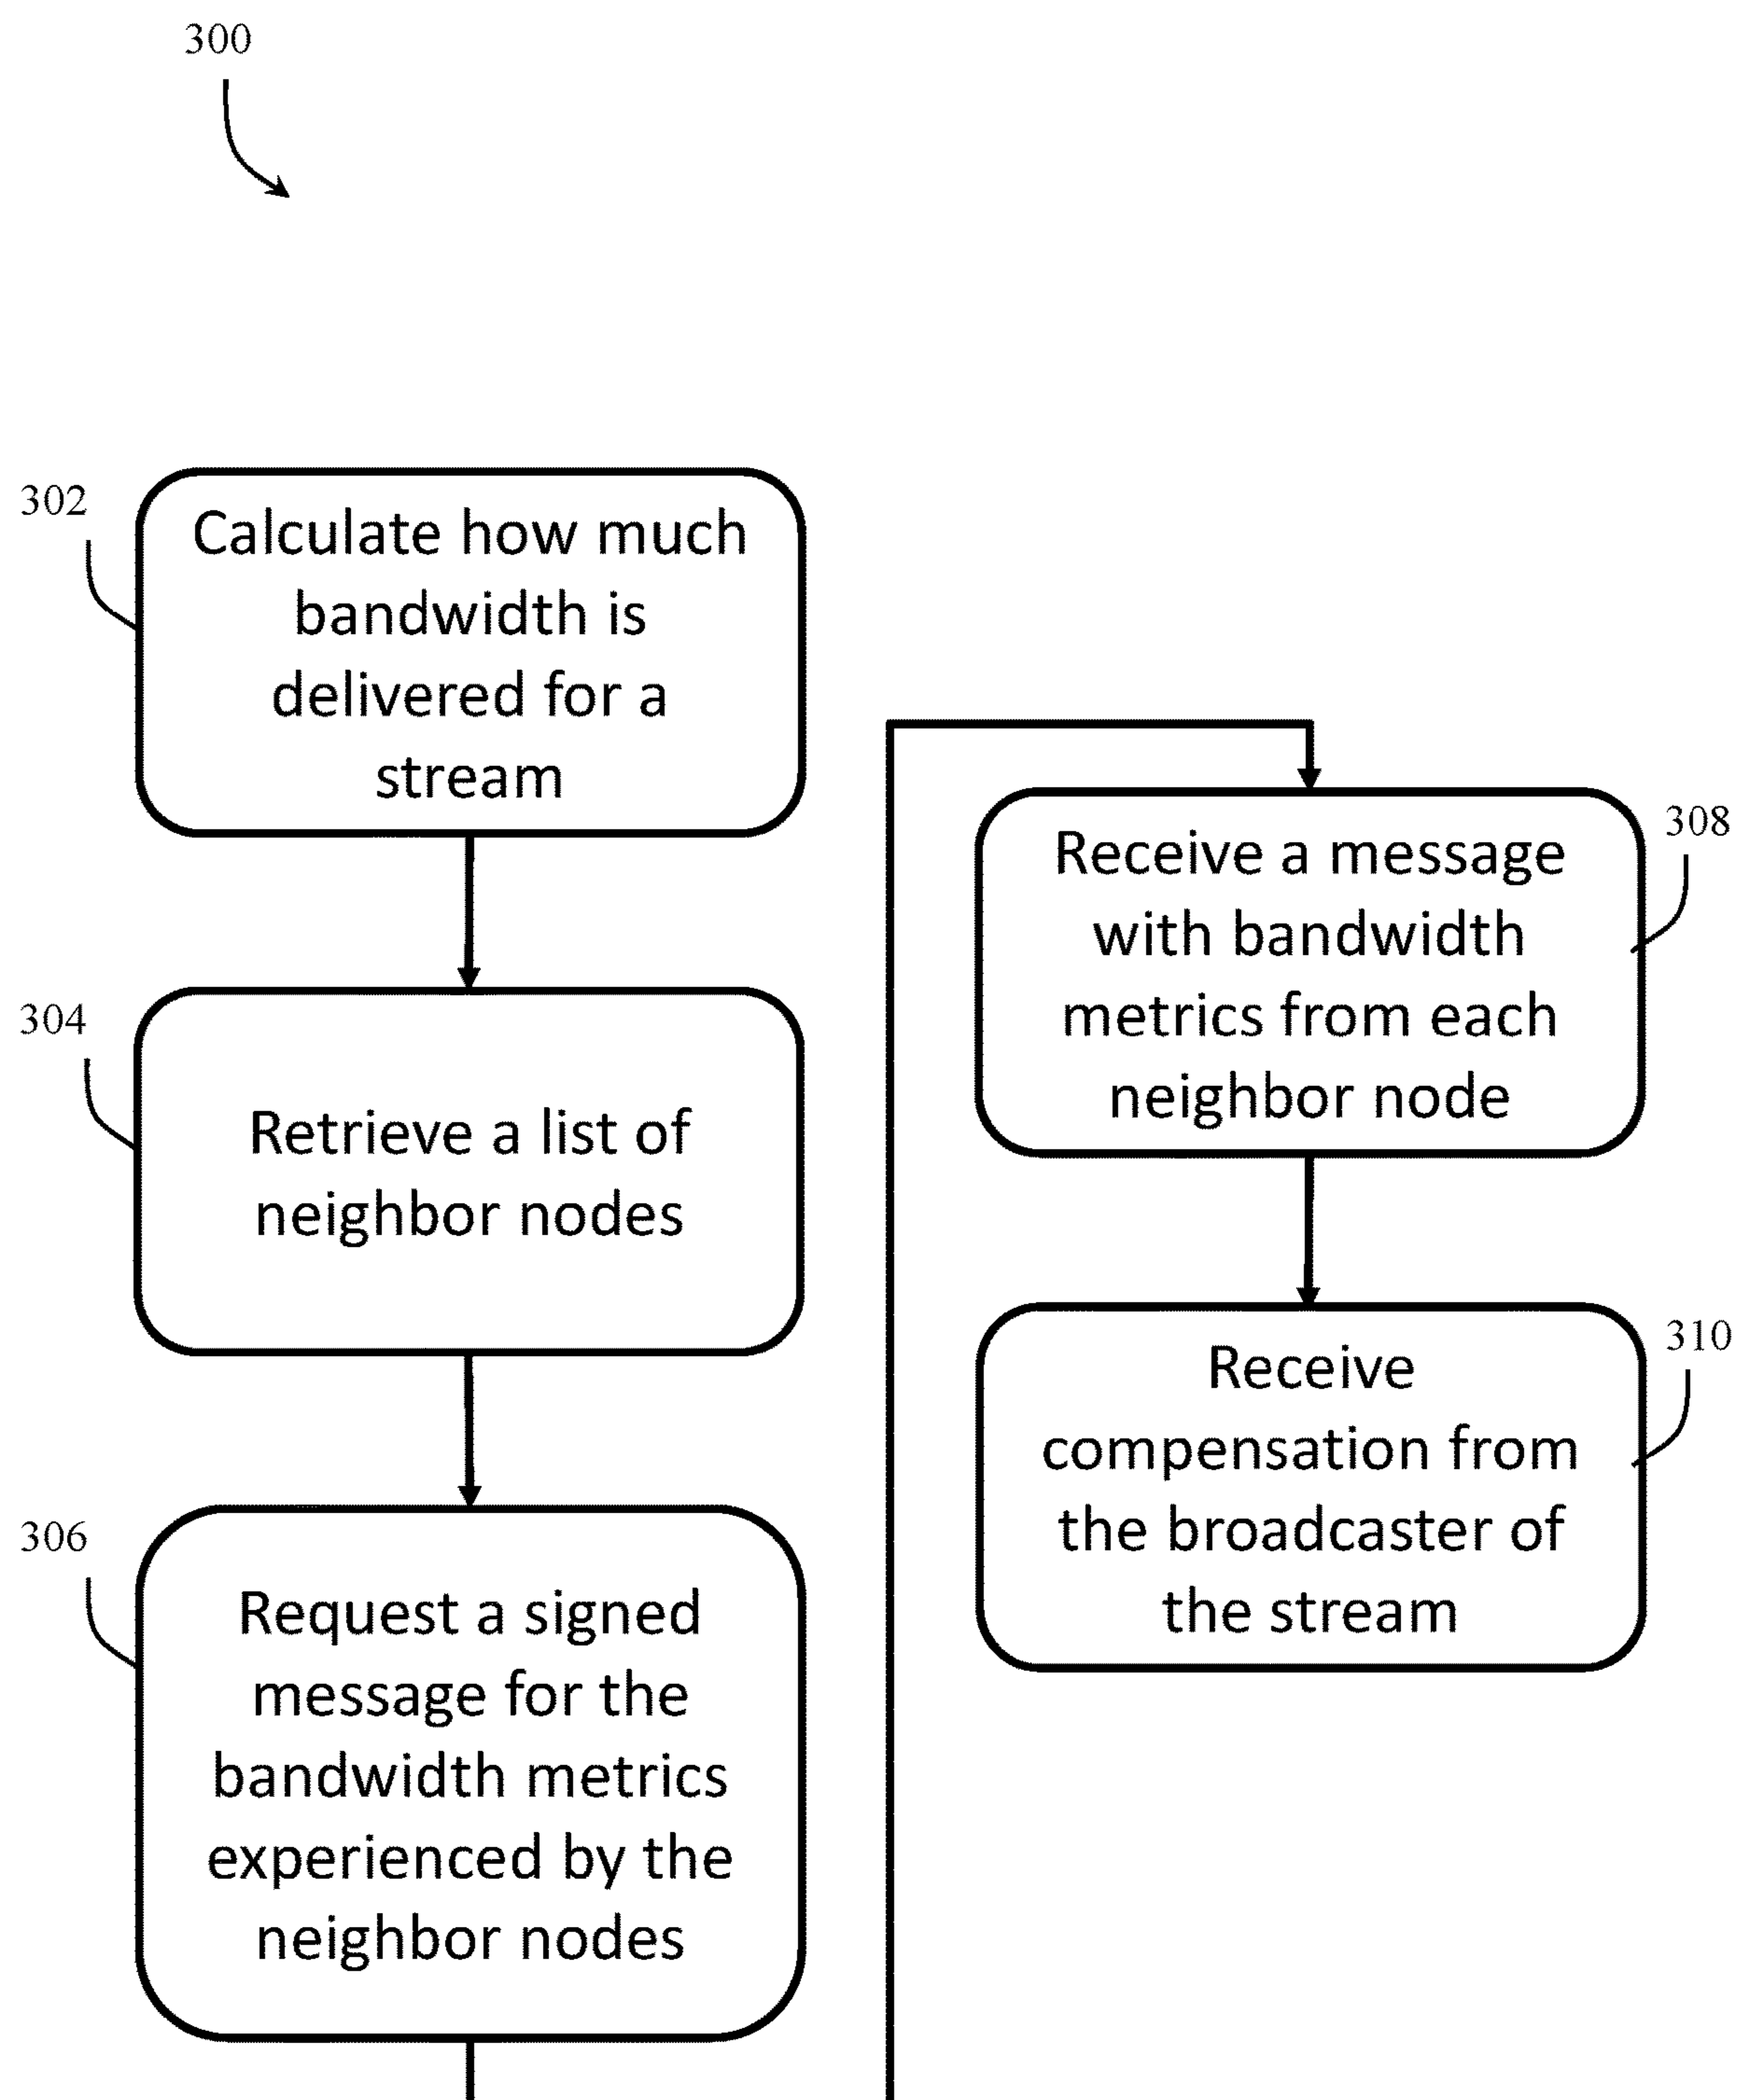 300
302
Calculate how much
bandwidth is
delivered for a
stream
304
Retrieve a list of
neighbor nodes
306
Request a signed
message for the
bandwidth metrics
experienced by the
neighbor nodes
308
Receive a message
with bandwidth
metrics from each
neighbor node
310
Receive
compensation from
the broadcaster of
the stream